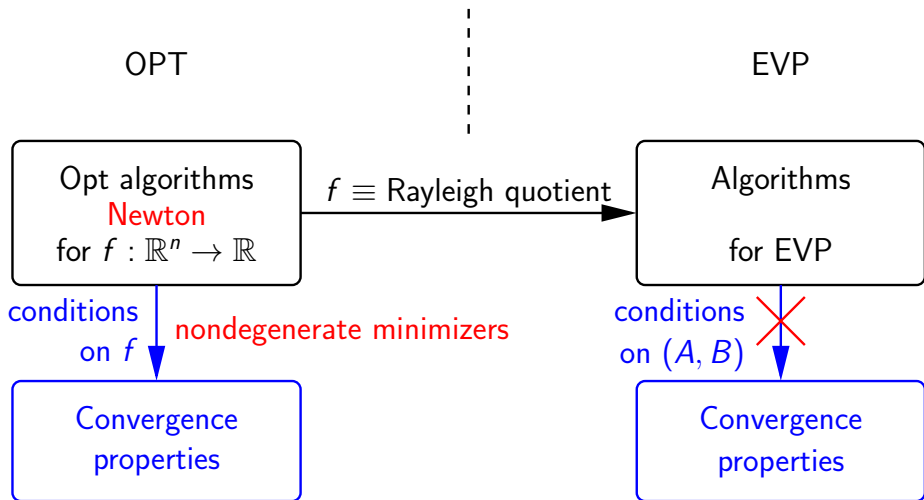 OPT
EVP
Opt algorithms
Newton
for f : ℝⁿ → ℝ
f ≡ Rayleigh quotient
Algorithms
for EVP
conditions
on f
nondegenerate minimizers
conditions
on (A, B)
Convergence
properties
Convergence
properties